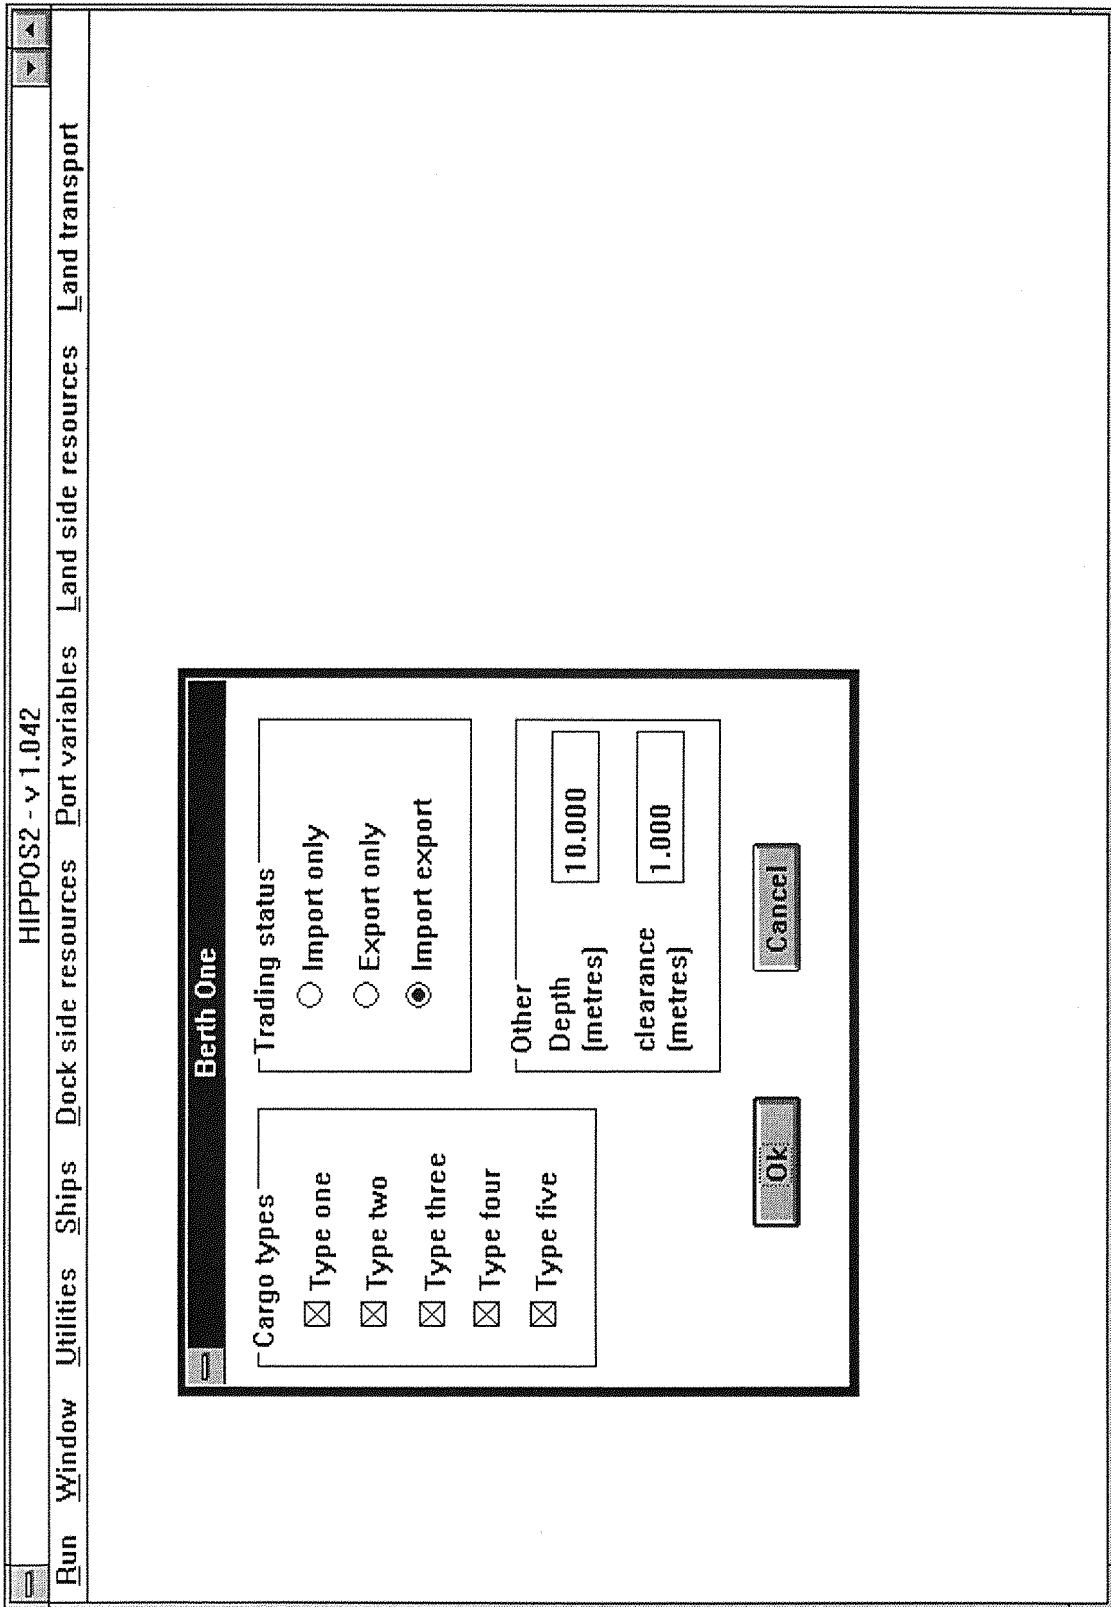 HIPPOS2 - v 1.042
Run Window Utilities Ships Dock side resources Port variables Land side resources Land transport
Berth One
Cargo types
Type one
Type two
Type three
Type four
Type five
Trading status
Import only
Export only
Import export
Other
Depth
(metres)
10.000
clearance
(metres)
1.000
Ok
Cancel